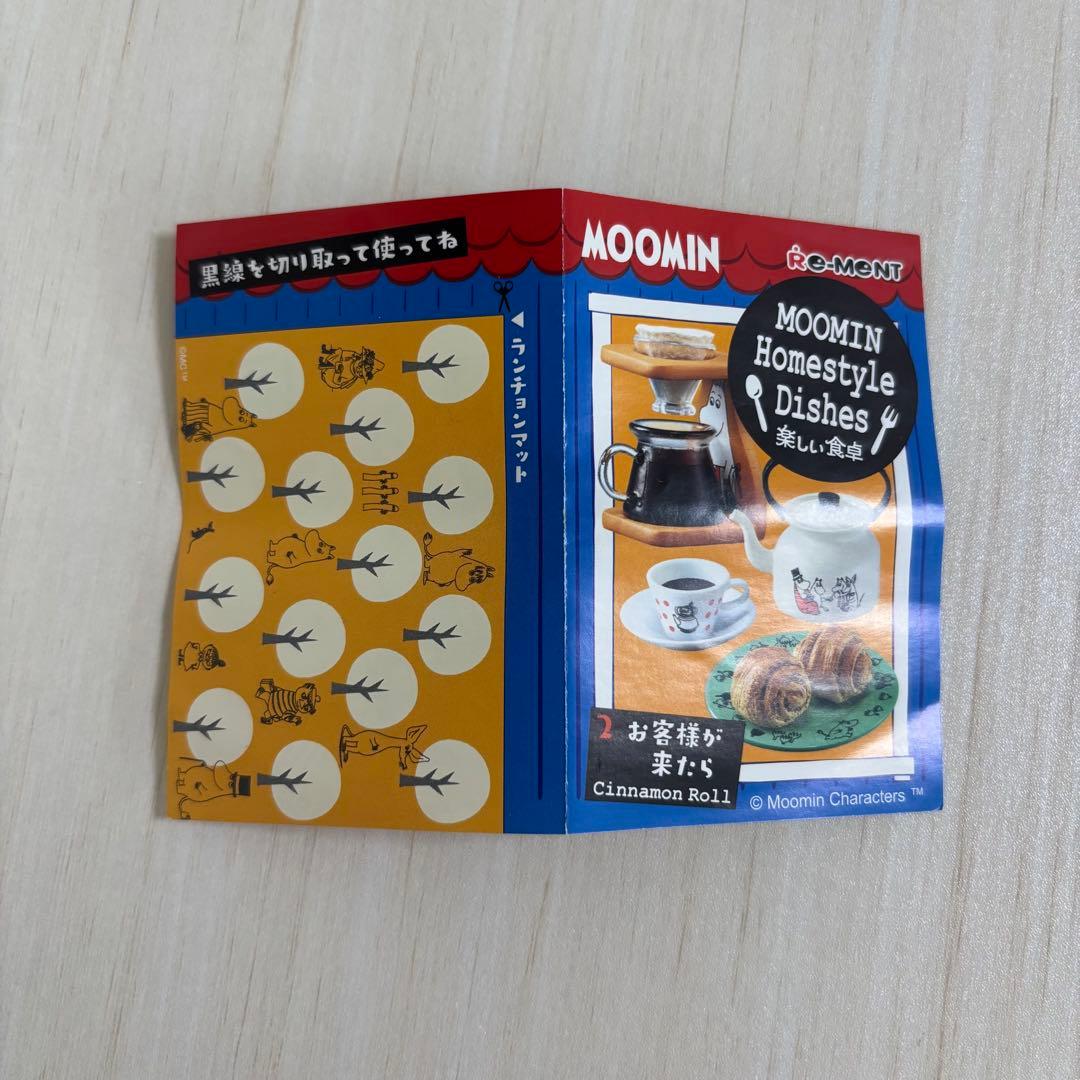 黒線を切り取って使ってね
ランチョンマット
©MC™
MOOMIN
Re-MeNT
MOOMIN
Homestyle
Dishes
楽しい食卓
2 お客様が
来たら
Cinnamon Roll
© Moomin Characters ™